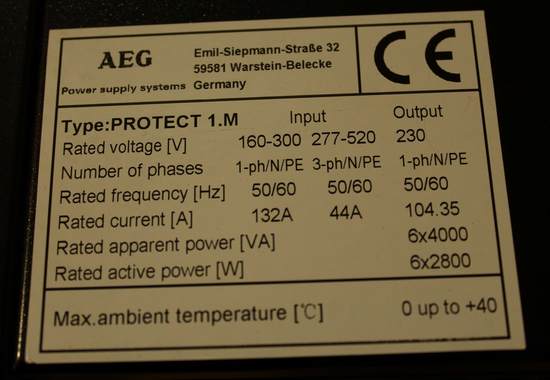 AEG
Power supply systems
Emil-Siepmann-Straße 32
59581 Warstein-Belecke
Germany
CE
Type:PROTECT 1.M Input Output
Rated voltage [V] 160-300 277-520 230
Number of phases 1-ph/N/PE 3-ph/N/PE 1-ph/N/PE
Rated frequency [Hz] 50/60 50/60 50/60
Rated current [A] 132A 44A 104.35
Rated apparent power [VA] 6x4000
Rated active power [W] 6x2800
Max.ambient temperature [℃] 0 up to +40